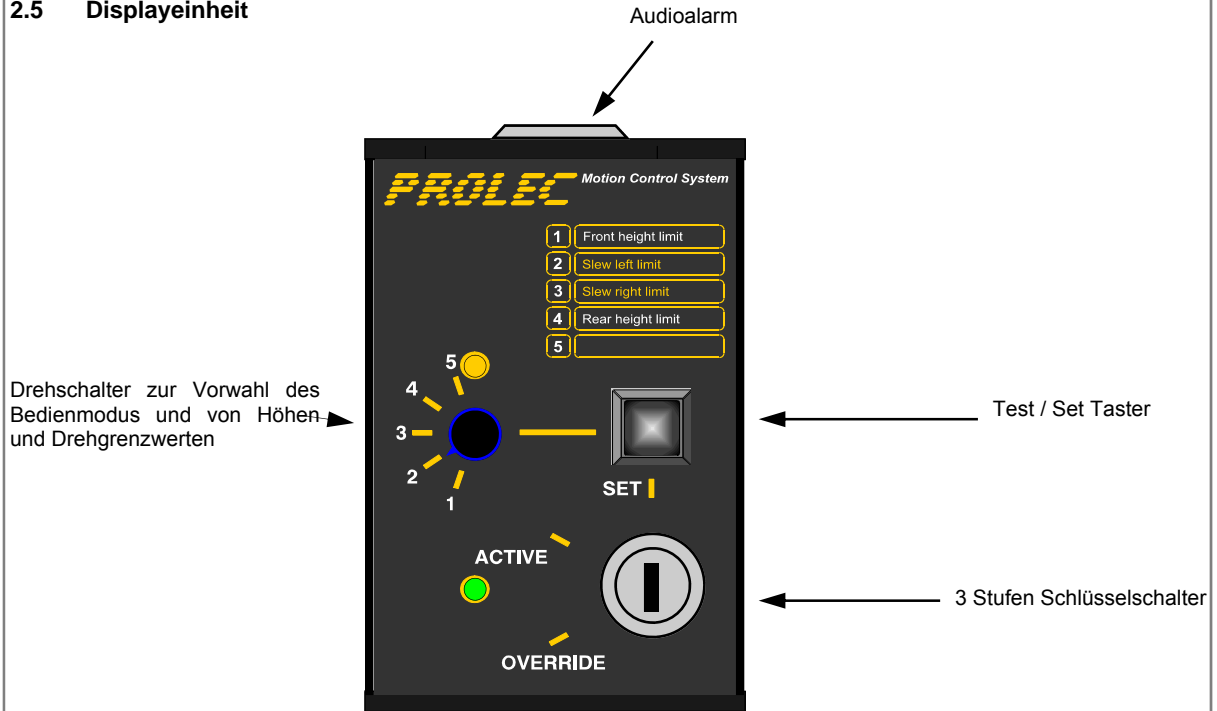 2.5 Displayeinheit
Audioalarm
PROLEC Motion Control System
1 Front height limit
2 Slew left limit
3 Slew right limit
4 Rear height limit
5
Drehschalter zur Vorwahl des
Bedienmodus und von Höhen
und Drehgrenzwerten
5
4
3
2
1
SET
Test / Set Taster
ACTIVE
OVERRIDE
3 Stufen Schlüsselschalter